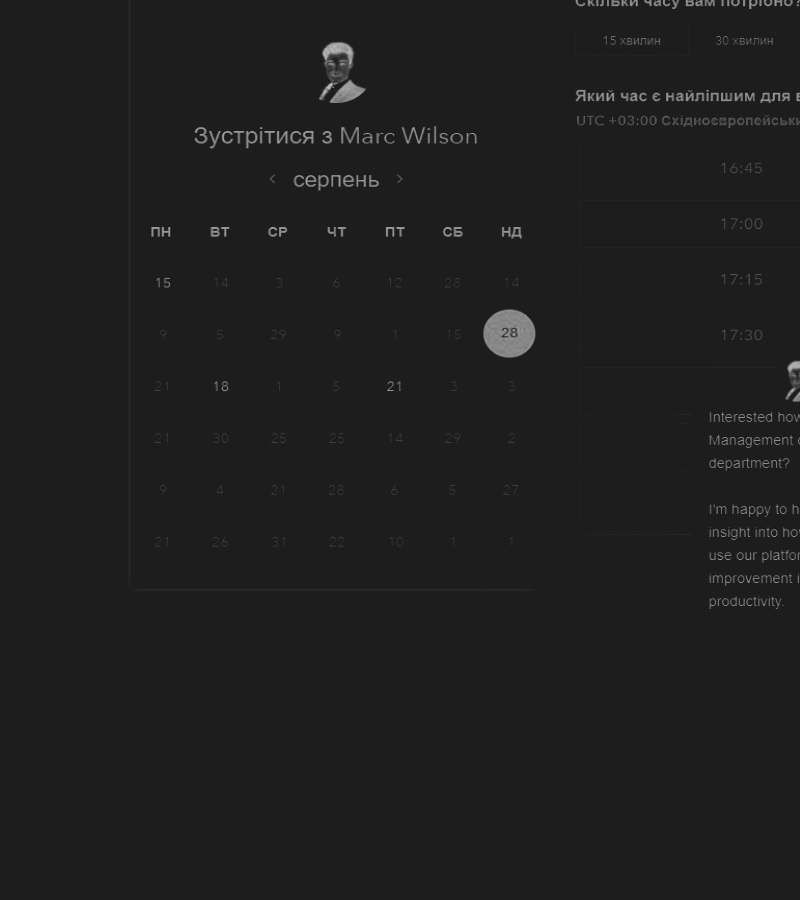 Скільки часу вам потрібно?
15 хвилин 30 хвилин
Який час є найліпшим для
UTC +03:00
16:45
17:00
17:15
17:30
Зустрітися з Marc Wilson
< серпень >
ПН ВТ СР ЧТ ПТ СБ НД
15 14 3 6 12 28 14
9 5 29 9 1 15 28
21 18 1 5 21 3 3
21 30 25 25 14 29 2
9 4 21 28 6 5 27
21 26 31 22 10 1 1
Interested how
Management
department?
I'm happy to
insight into
use our
improvement
productivity.